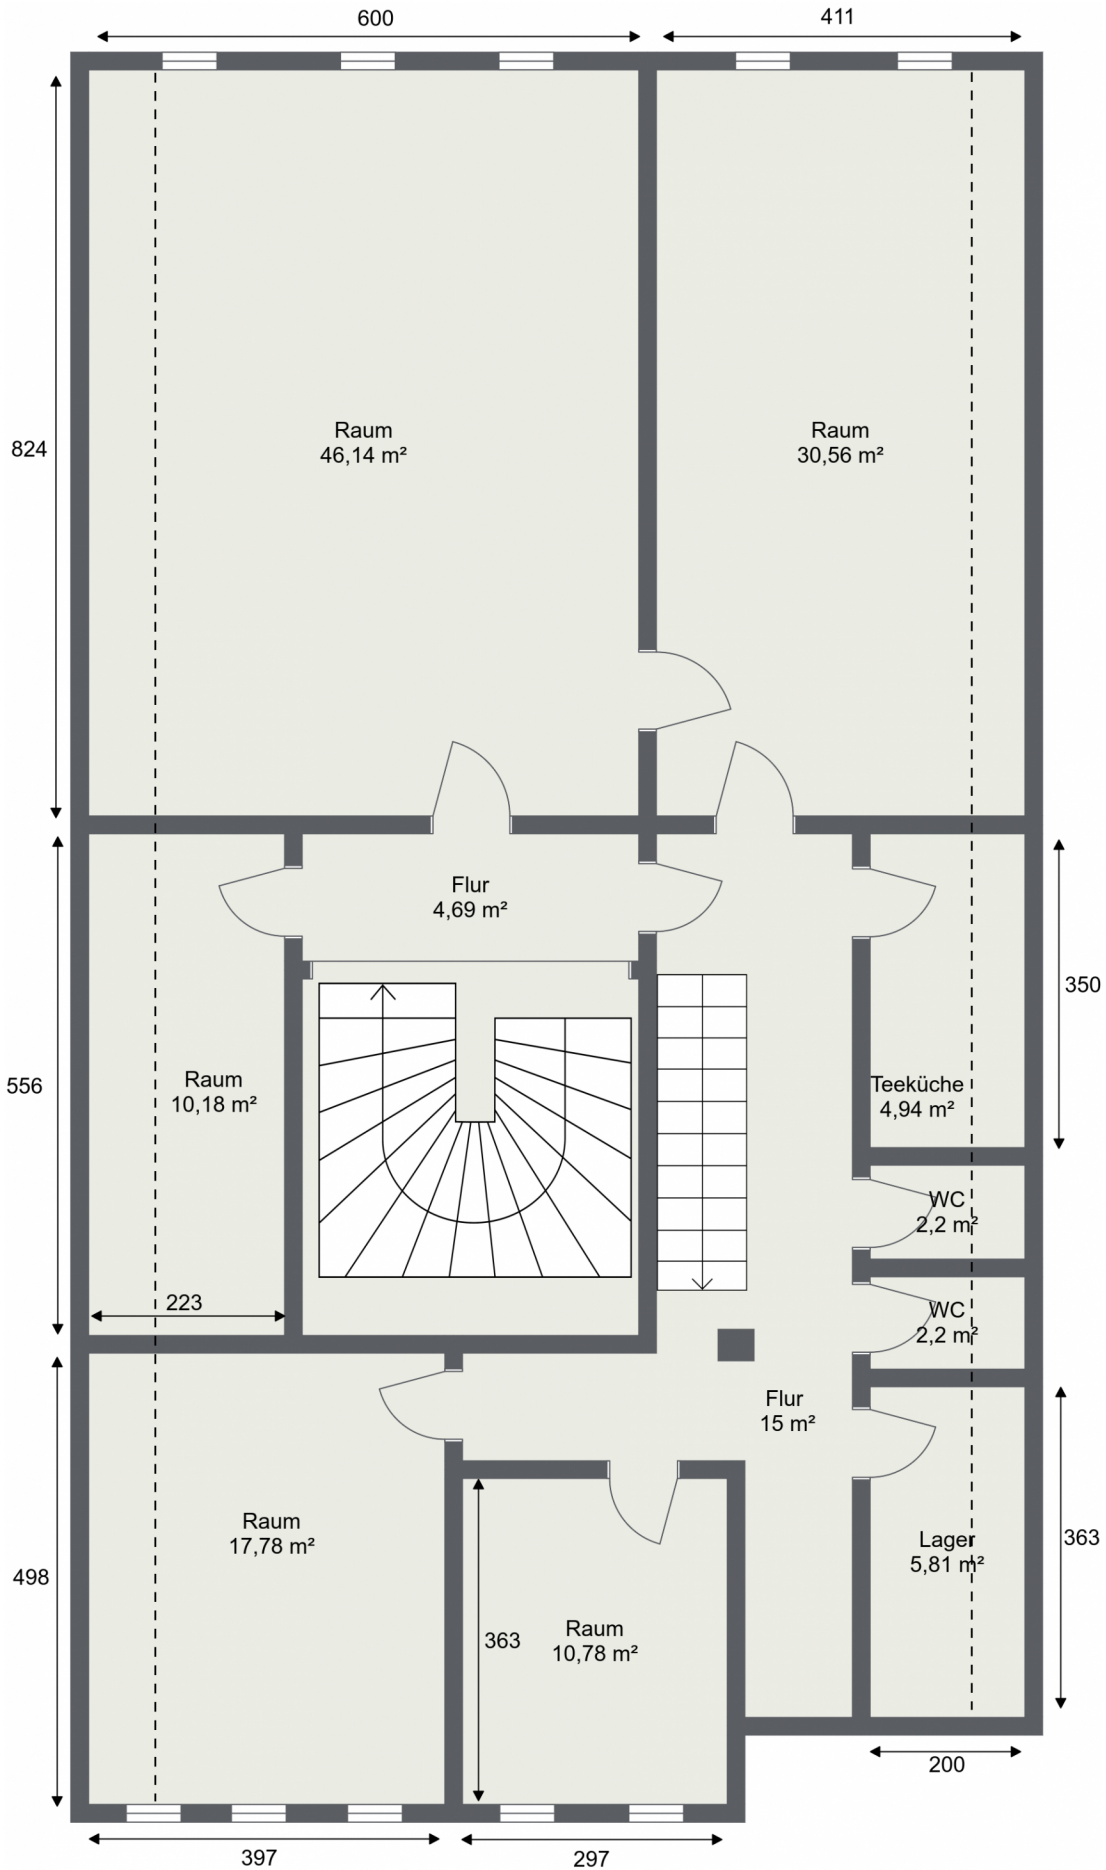 600
411
824
Raum
46,14 m²
Raum
30,56 m²
Flur
4,69 m²
350
556
Raum
10,18 m²
Teeküche
4,94 m²
WC
2,2 m²
223
WC
2,2 m²
Flur
15 m²
Raum
17,78 m²
363
Lager
5,81 m²
498
363
Raum
10,78 m²
200
397
297